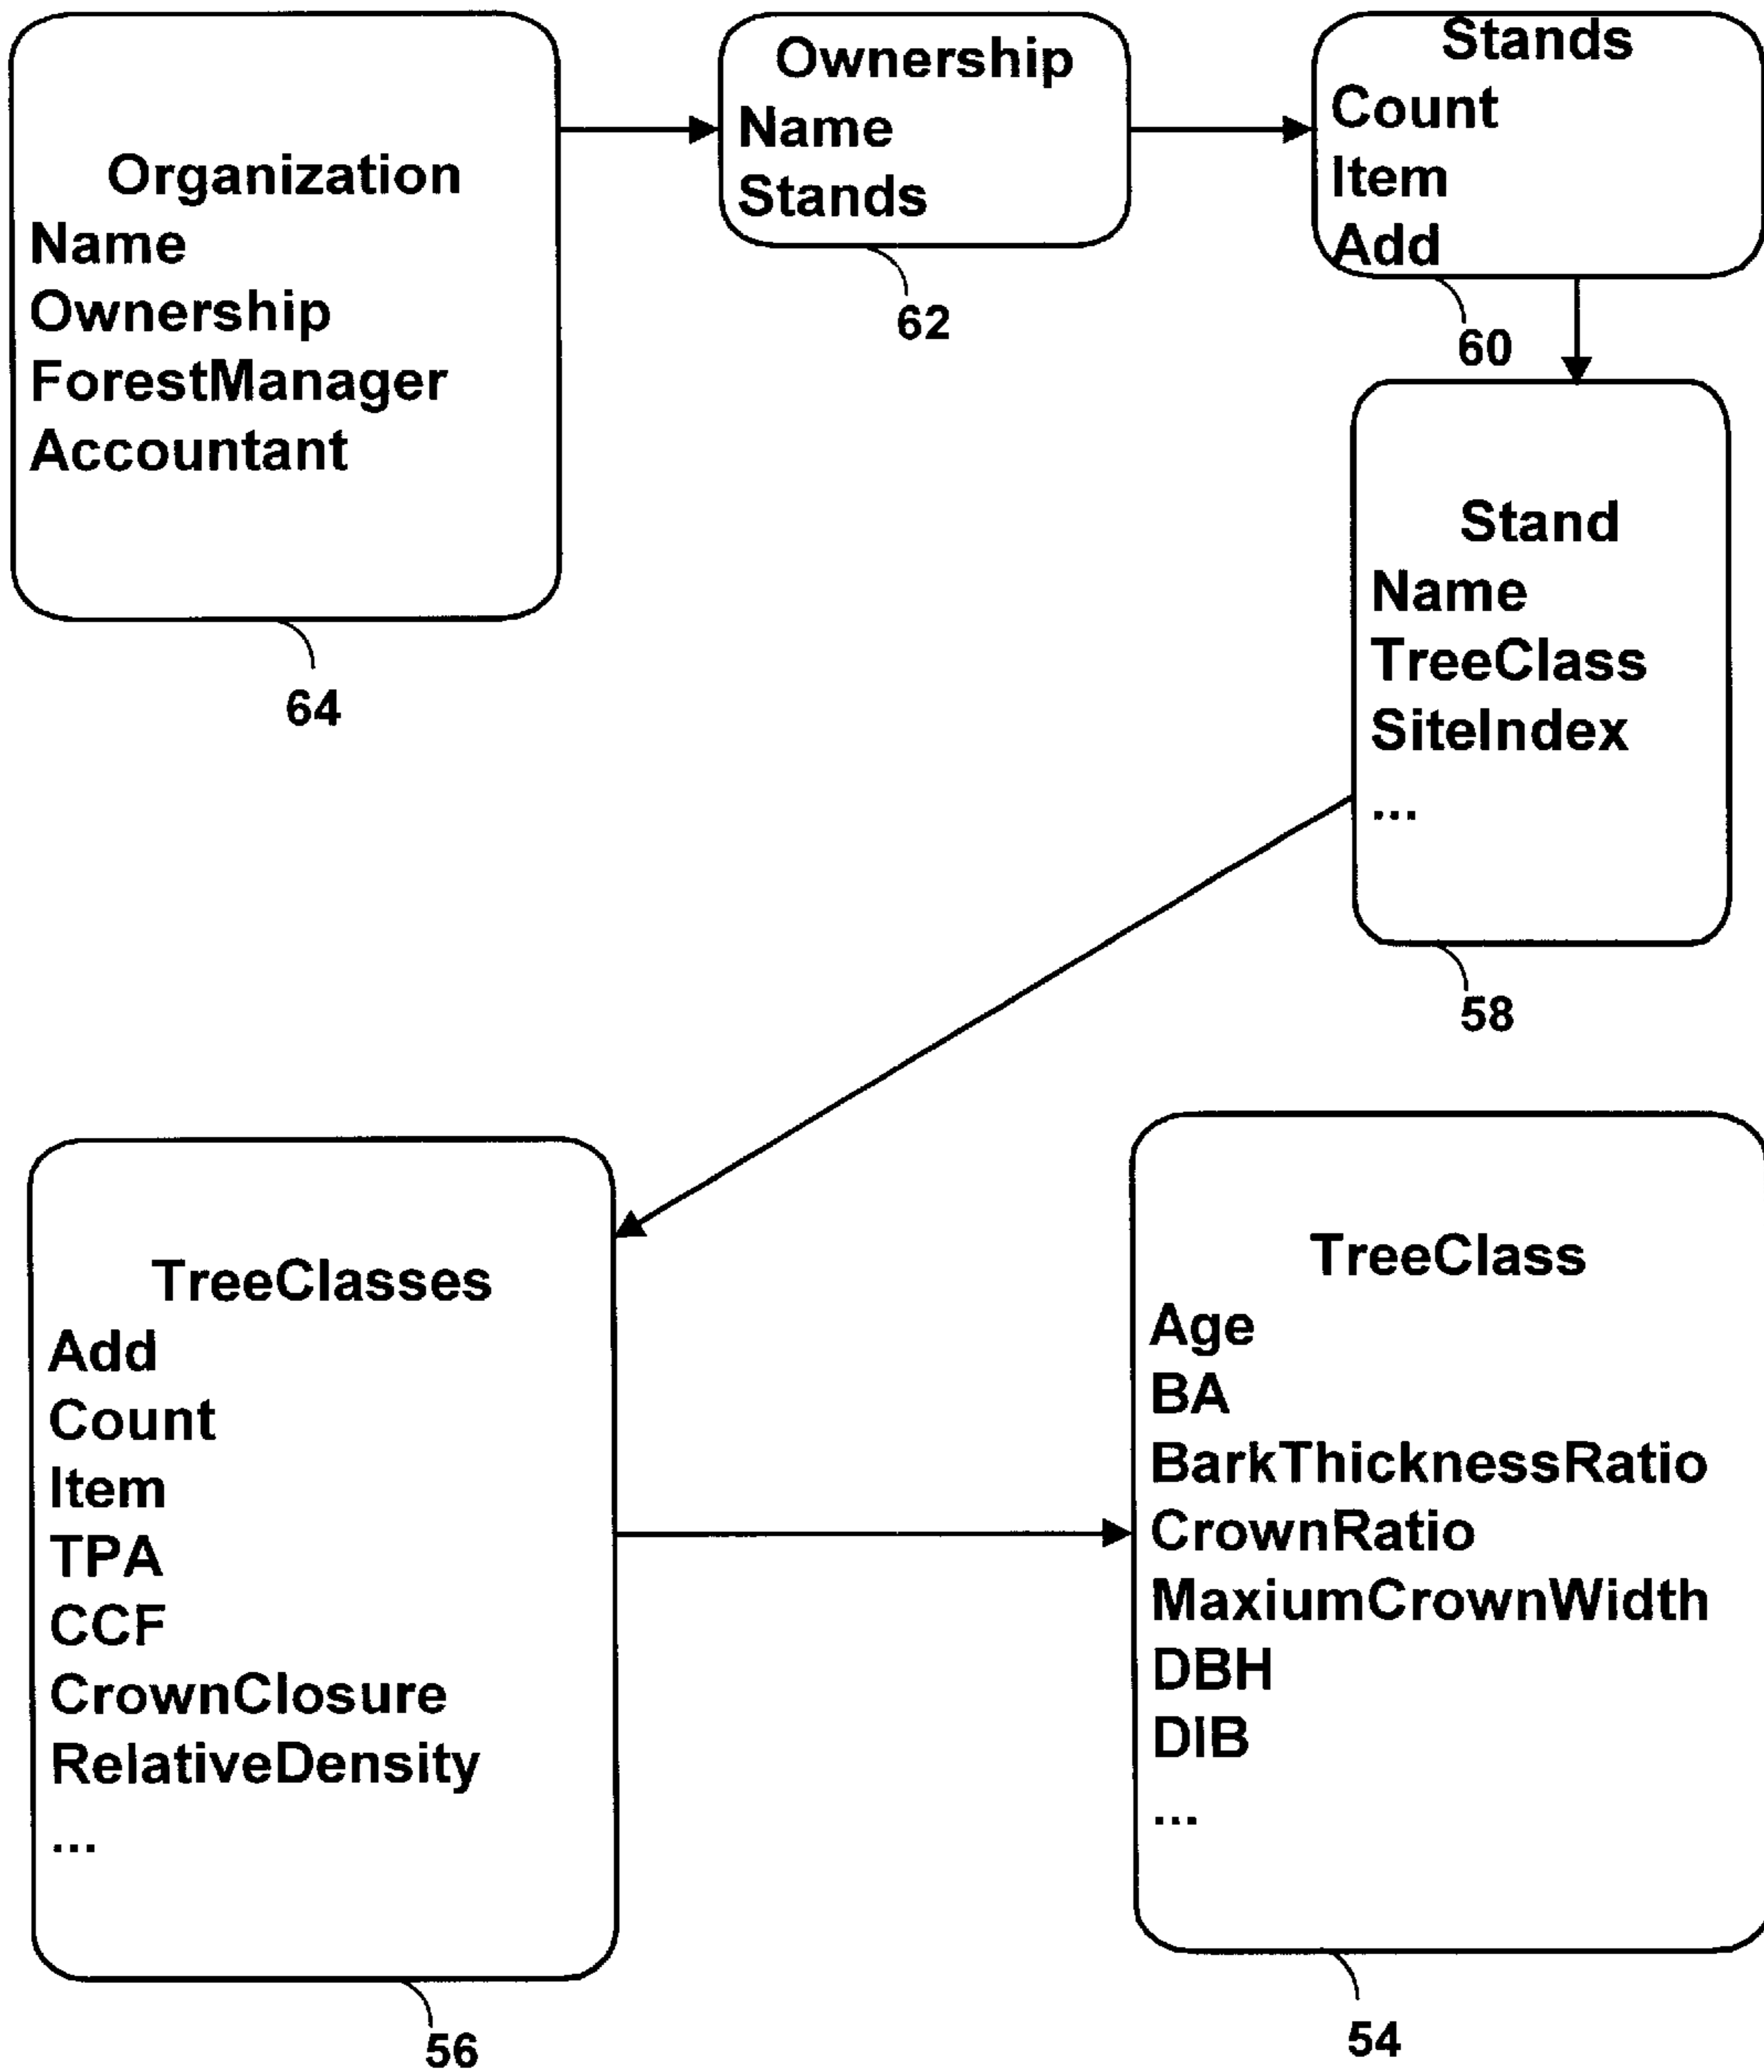 Organization
Name
Ownership
ForestManager
Accountant
64
Ownership
Name
Stands
62
Stands
Count
Item
Add
60
Stand
Name
TreeClass
SiteIndex
...
58
TreeClasses
Add
Count
Item
TPA
CCF
CrownClosure
RelativeDensity
...
56
TreeClass
Age
BA
BarkThicknessRatio
CrownRatio
MaxiumCrownWidth
DBH
DIB
...
54